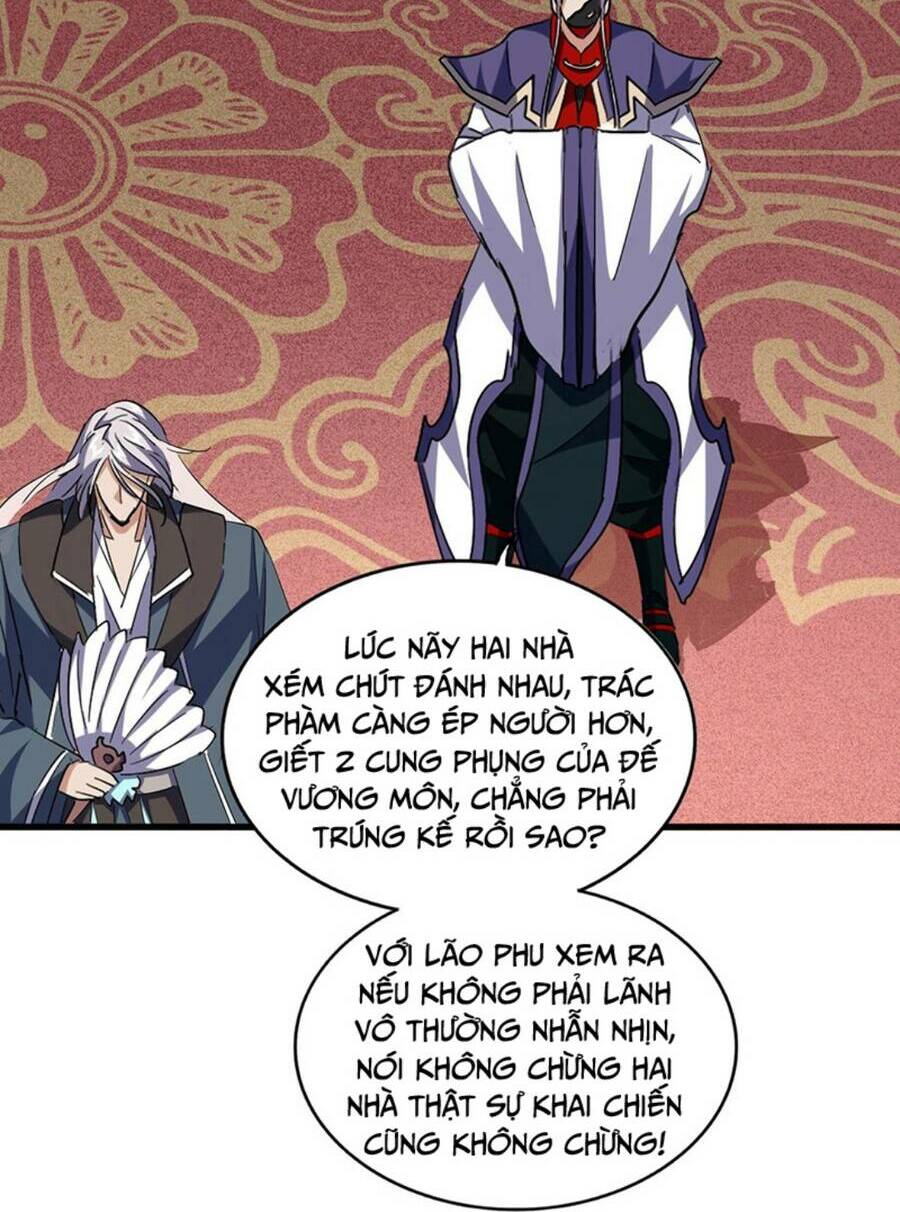 LÚC NÃY HAI NHÀ
XÉM CHÚT ĐÁNH NHAU, TRÁC
PHÀM CÀNG ÉP NGƯỜI HƠN,
GIẾT 2 CUNG PHỤNG CỦA ĐẾ
VƯƠNG MÔN, CHẲNG PHẢI
TRÚNG KẾ RỒI SAO?
VỚI LÃO PHU XEM RA
NẾU KHÔNG PHẢI LÃNH
VÔ THƯỜNG NHẪN NHỊN,
NÓI KHÔNG CHỪNG HAI
NHÀ THẬT SỰ KHAI CHIẾN
CŨNG KHÔNG CHỪNG!